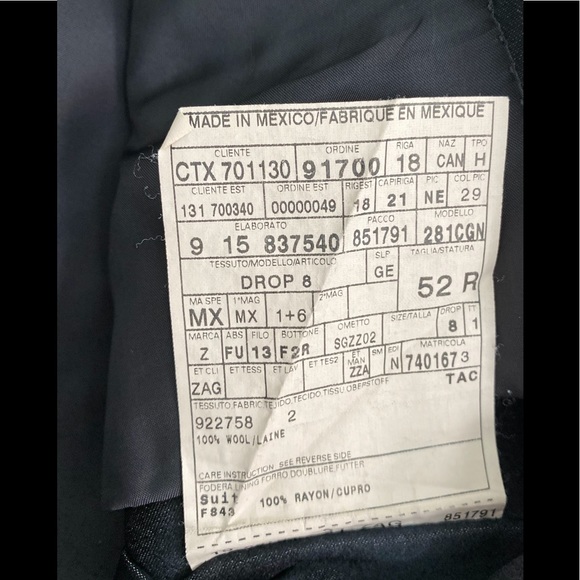 MADE IN MEXICO/FABRIQUE EN MEXIQUE
CLIENTE ORDINE RIGA NAZ TPO
CTX 701130 91700 18 CAN H
CLIENTE EST ORDINE EST RIGEST CAPIRIGA PIC COL PIC
131 700340 00000049 18 21 NE 29
ELABORATO PACCO MODELLO
9 15 837540 851791 281CGN
TESSUTO/MODELLO/ARTICOLO SLP TAGLIA/STATURA
DROP 8 GE 52 R
MA SPE 1°MAG 2°MAG
MX MX 1+6
MARCA ABS FILO BOTTONE OMETTO SIZE/TALLA DROP TT
Z FU 13 F2R SGZZ02 8 1
ET CLI ET TESS ET LAV ET TES2 ET MAN SM EDI MATRICOLA
ZAG ZZA N 7401673
TAC
TESSUTO FABRIC TEJIDO,TECIDO,TISSU OBERSTOFF
922758 2
100% WOOL/LAINE
CARE INSTRUCTION SEE REVERSE SIDE
FODERA LINING FORRO DOUBLURE FUTTER
Suit 100% RAYON/CUPRO
F843
851791